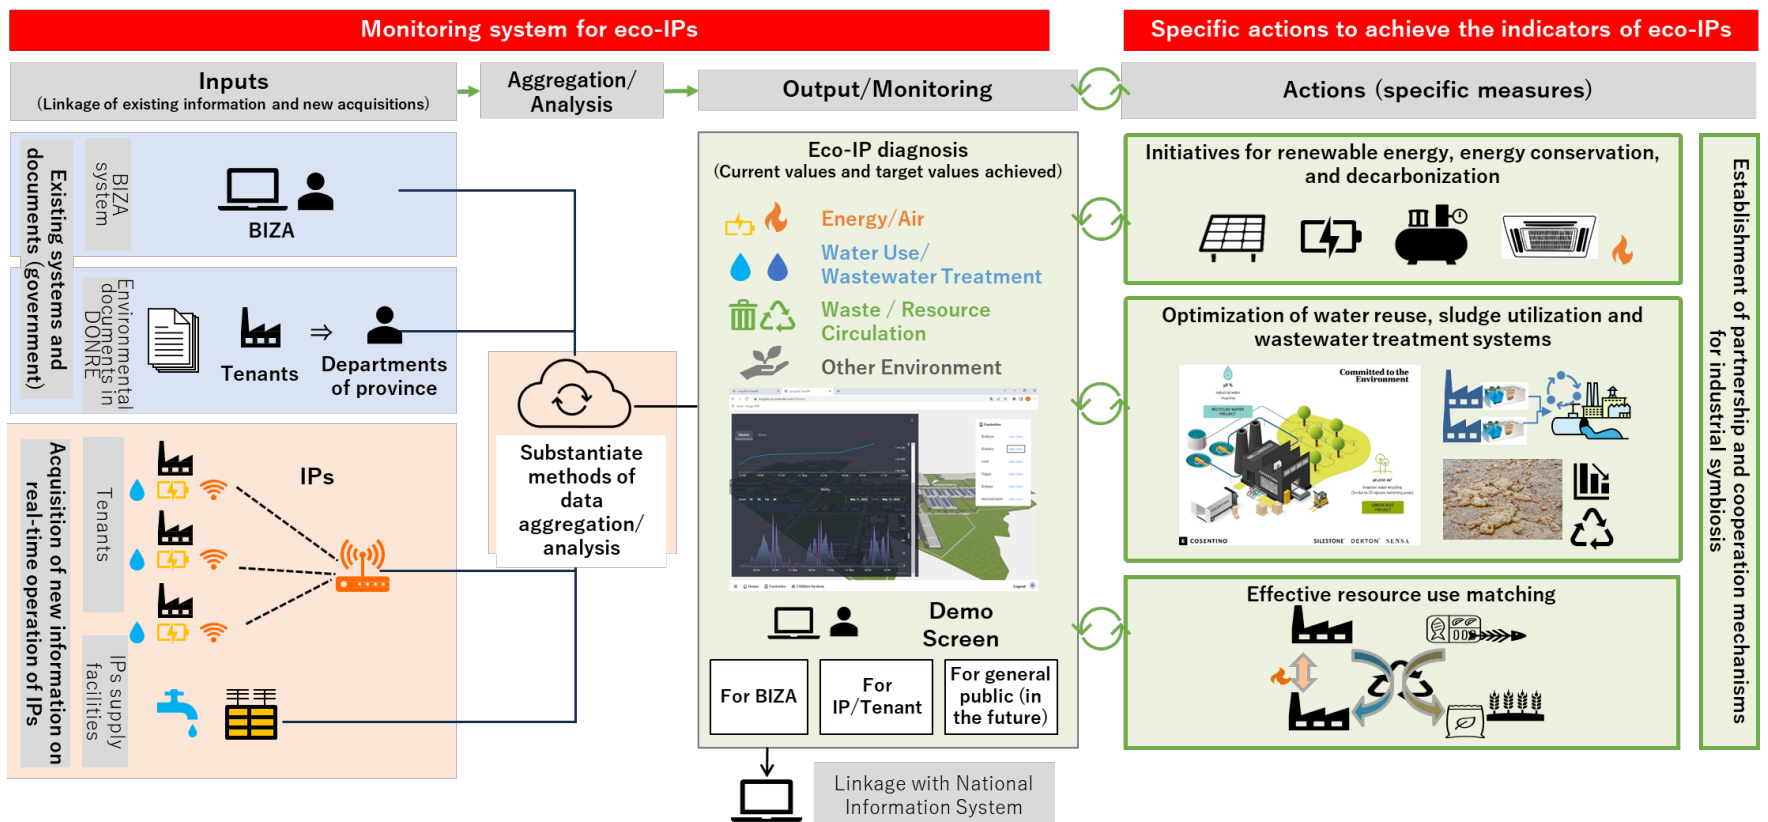 Monitoring system for eco-IPs
Specific actions to achieve the indicators of eco-IPs
Inputs
(Linkage of existing information and new acquisitions)
Aggregation/
Analysis
Output/Monitoring
Actions (specific measures)
Existing systems and
documents (government)
BIZA
system
BIZA
Environmental
documents in
DONRE
Tenants
⇒
Departments
of province
Acquisition of new information on
real-time operation of IPs
Tenants
IPs
IPs supply
facilities
Substantiate
methods of
data
aggregation/
analysis
Eco-IP diagnosis
(Current values and target values achieved)
Energy/Air
Water Use/
Wastewater Treatment
Waste / Resource
Circulation
Other Environment
Demo
Screen
For BIZA
For
IP/Tenant
For general
public (in
the future)
Linkage with National
Information System
Initiatives for renewable energy, energy conservation,
and decarbonization
Optimization of water reuse, sludge utilization and
wastewater treatment systems
Committed to the
Environment
RECYCLED WATER
PROJECT
COSENTINO
SILESTONE DEKTON SENSA
Effective resource use matching
Establishment of partnership and cooperation mechanisms
for industrial symbiosis